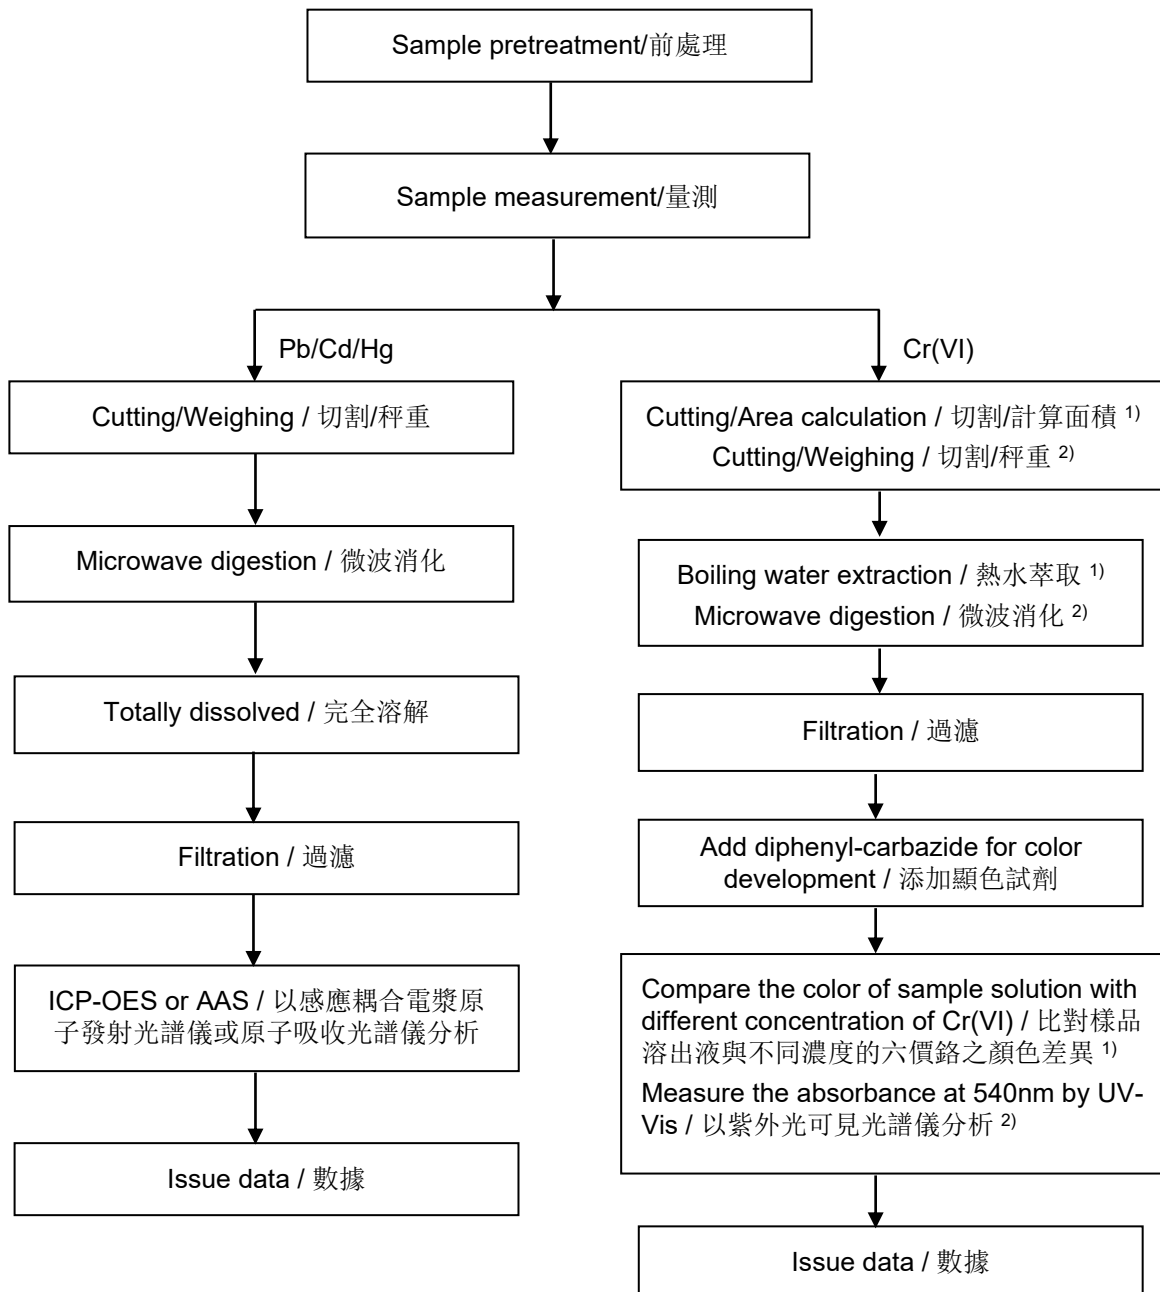 Sample pretreatment/前處理
Sample measurement/量測
Pb/Cd/Hg
Cutting/Weighing / 切割/秤重
Microwave digestion / 微波消化
Totally dissolved / 完全溶解
Filtration / 過濾
ICP-OES or AAS / 以感應耦合電漿原
子發射光譜儀或原子吸收光譜儀分析
Issue data / 數據
Cr(VI)
Cutting/Area calculation / 切割/計算面積 1)
Cutting/Weighing / 切割/秤重 2)
Boiling water extraction / 熱水萃取 1)
Microwave digestion / 微波消化 2)
Filtration / 過濾
Add diphenyl-carbazide for color
development / 添加顯色試劑
Compare the color of sample solution with
different concentration of Cr(VI) / 比對樣品
溶出液與不同濃度的六價鉻之顏色差異 1)
Measure the absorbance at 540nm by UV-
Vis / 以紫外光可見光譜儀分析 2)
Issue data / 數據